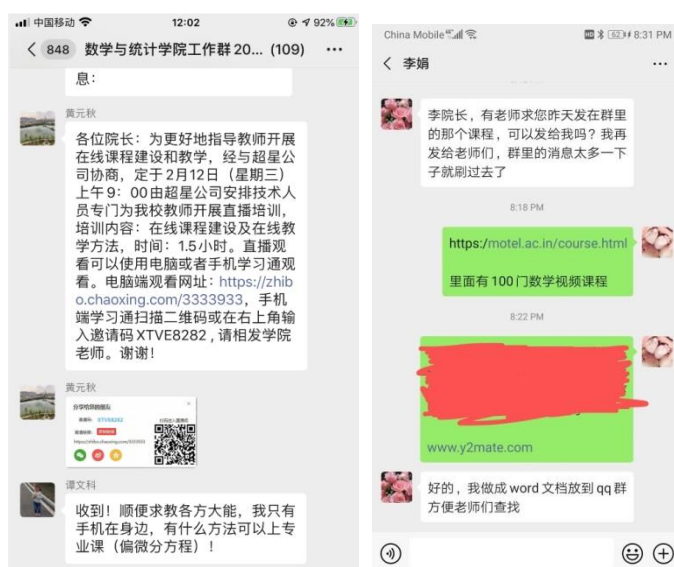 中国移动
12:02
92%
848
数学与统计学院工作群20... (109)
息:
黄元秋
各位院长:为更好地指导教师开展
在线课程建设和教学,经与超星公
司协商,定于2月12日(星期三)
上午9:00由超星公司安排技术人
员专门为我校教师开展直播培训,
培训内容:在线课程建设及在线教
学方法,时间:1.5小时。直播观
看可以使用电脑或者手机学习通观
看。电脑端观看网址:https://zhib
o.chaoxing.com/3333933,手机
端学习通扫描二维码或在右上角输
入邀请码XTVE8282,请相发学院
老师。谢谢!
黄元秋
XTVE8282
https://zhibo.chaoxing.com/3333933
谭文科
收到!顺便求教各方大能,我只有
手机在身边,有什么方法可以上专
业课(偏微分方程)!
China Mobile
62
8:31 PM
李娟
李院长,有老师求您昨天发在群里
的那个课程,可以发给我吗?我再
发给老师们,群里的消息太多一下
子就刷过去了
8:18 PM
https:/motel.ac.in/course.html
里面有100门数学视频课程
8:22 PM
www.y2mate.com
好的,我做成word文档放到qq群
方便老师们查找